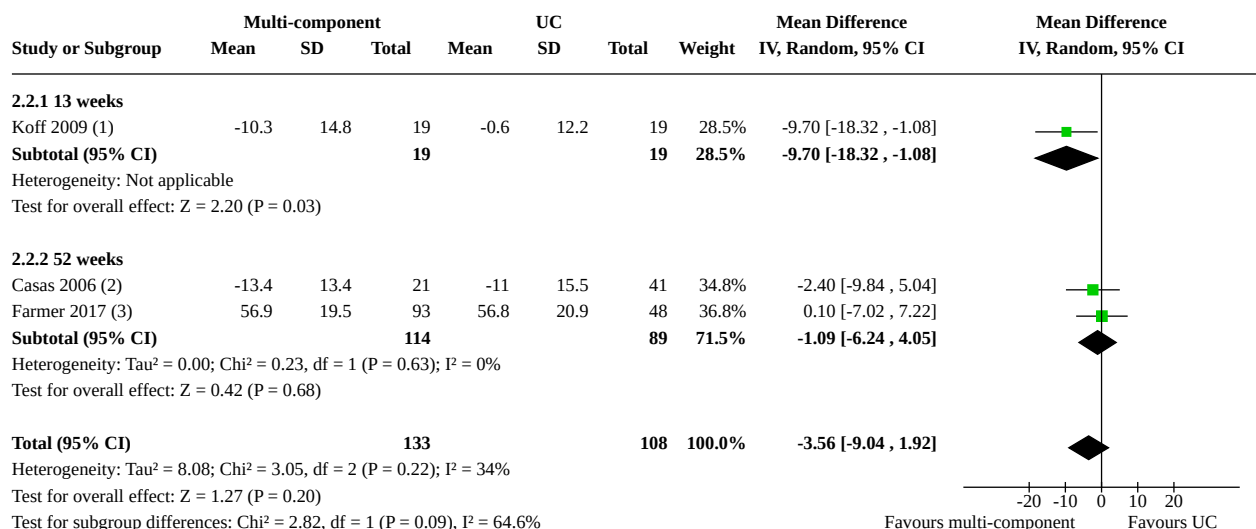 Multi-component UC Mean Difference Mean Difference
Study or Subgroup Mean SD Total Mean SD Total Weight IV, Random, 95% CI IV, Random, 95% CI
2.2.1 13 weeks
Koff 2009 (1) -10.3 14.8 19 -0.6 12.2 19 28.5% -9.70 [-18.32 , -1.08]
Subtotal (95% CI) 19 19 28.5% -9.70 [-18.32 , -1.08]
Heterogeneity: Not applicable
Test for overall effect: Z = 2.20 (P = 0.03)
2.2.2 52 weeks
Casas 2006 (2) -13.4 13.4 21 -11 15.5 41 34.8% -2.40 [-9.84 , 5.04]
Farmer 2017 (3) 56.9 19.5 93 56.8 20.9 48 36.8% 0.10 [-7.02 , 7.22]
Subtotal (95% CI) 114 89 71.5% -1.09 [-6.24 , 4.05]
Heterogeneity: Tau² = 0.00; Chi² = 0.23, df = 1 (P = 0.63); I² = 0%
Test for overall effect: Z = 0.42 (P = 0.68)
Total (95% CI) 133 108 100.0% -3.56 [-9.04 , 1.92]
Heterogeneity: Tau² = 8.08; Chi² = 3.05, df = 2 (P = 0.22); I² = 34%
Test for overall effect: Z = 1.27 (P = 0.20)
-20 -10 0 10 20
Test for subgroup differences: Chi² = 2.82, df = 1 (P = 0.09), I² = 64.6% Favours multi-component Favours UC